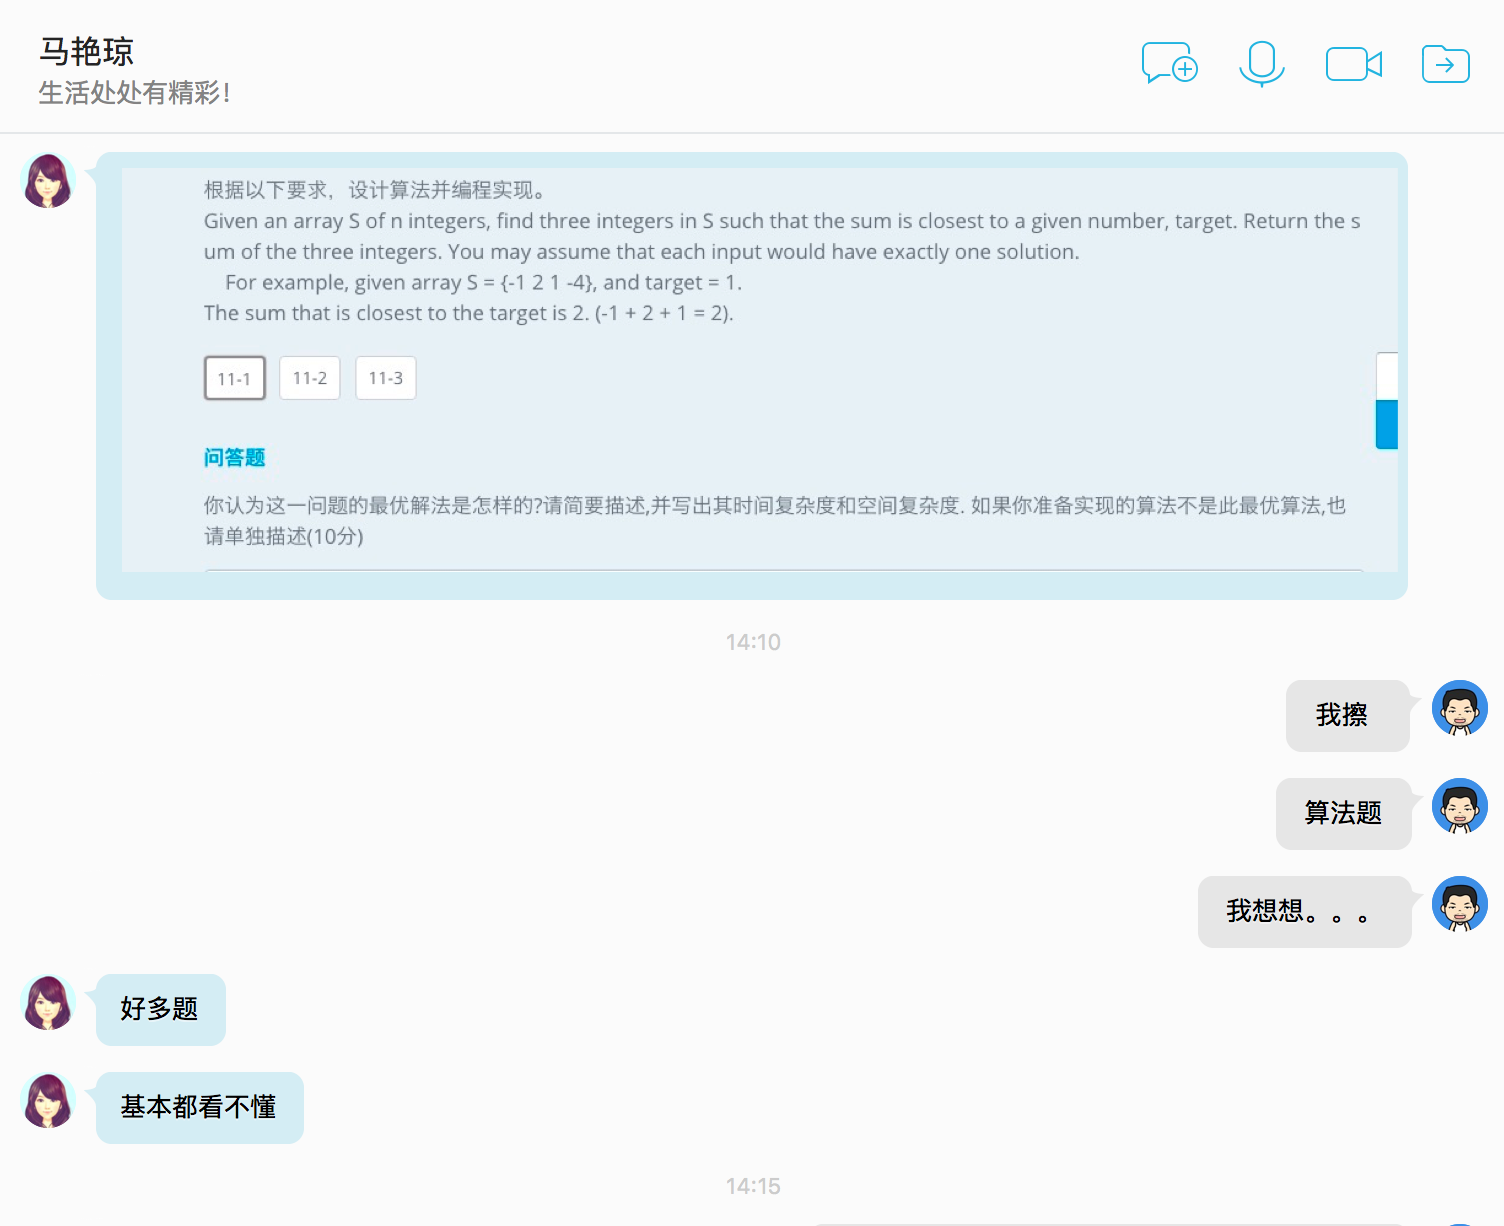 马艳琼
生活处处有精彩!
根据以下要求，设计算法并编程实现。
Given an array S of n integers, find three integers in S such that the sum is closest to a given number, target. Return the s
um of the three integers. You may assume that each input would have exactly one solution.
For example, given array S = {-1 2 1 -4}, and target = 1.
The sum that is closest to the target is 2. (-1 + 2 + 1 = 2).
11-1 11-2 11-3
问答题
你认为这一问题的最优解法是怎样的?请简要描述,并写出其时间复杂度和空间复杂度. 如果你准备实现的算法不是此最优算法,也
请单独描述(10分)
14:10
我擦
算法题
我想想。。。
好多题
基本都看不懂
14:15